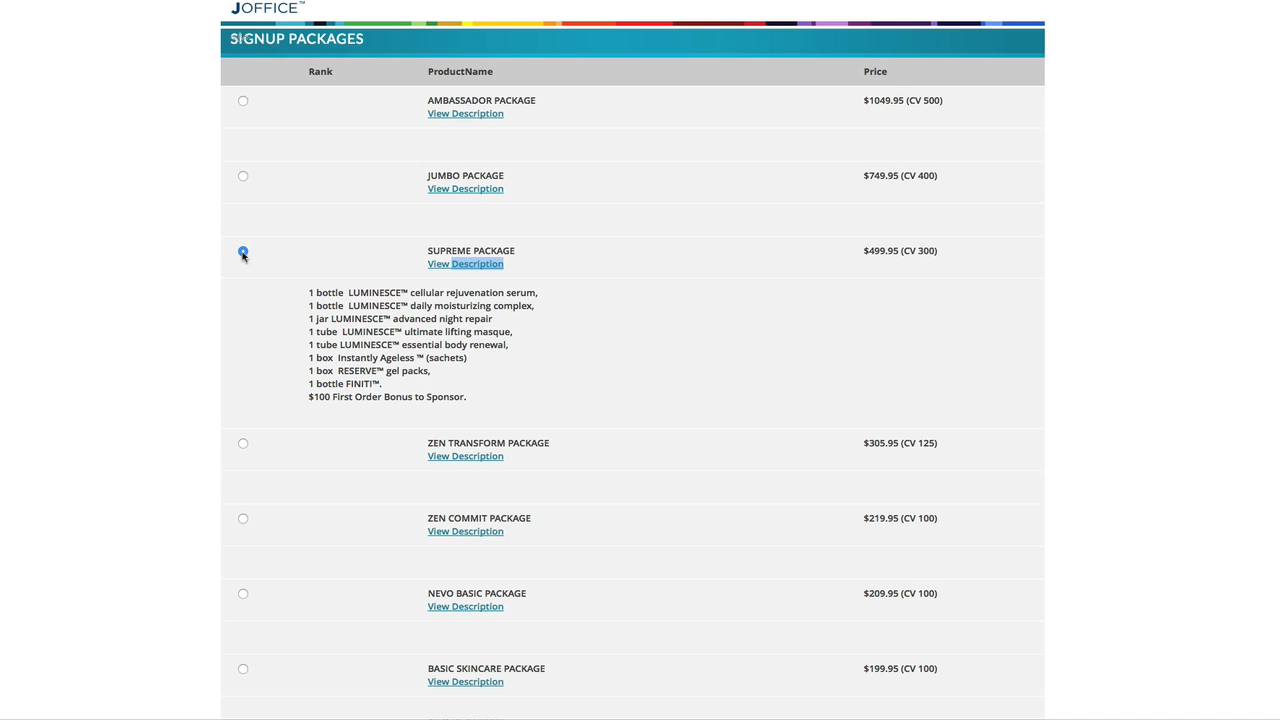 JOFFICE™
SIGNUP PACKAGES
Rank ProductName Price
AMBASSADOR PACKAGE $1049.95 (CV 500)
View Description
JUMBO PACKAGE $749.95 (CV 400)
View Description
SUPREME PACKAGE $499.95 (CV 300)
View Description
1 bottle LUMINESCE™ cellular rejuvenation serum,
1 bottle LUMINESCE™ daily moisturizing complex,
1 jar LUMINESCE™ advanced night repair
1 tube LUMINESCE™ ultimate lifting masque,
1 tube LUMINESCE™ essential body renewal,
1 box Instantly Ageless ™ (sachets)
1 box RESERVE™ gel packs,
1 bottle FINITI™.
$100 First Order Bonus to Sponsor.
ZEN TRANSFORM PACKAGE $305.95 (CV 125)
View Description
ZEN COMMIT PACKAGE $219.95 (CV 100)
View Description
NEVO BASIC PACKAGE $209.95 (CV 100)
View Description
BASIC SKINCARE PACKAGE $199.95 (CV 100)
View Description